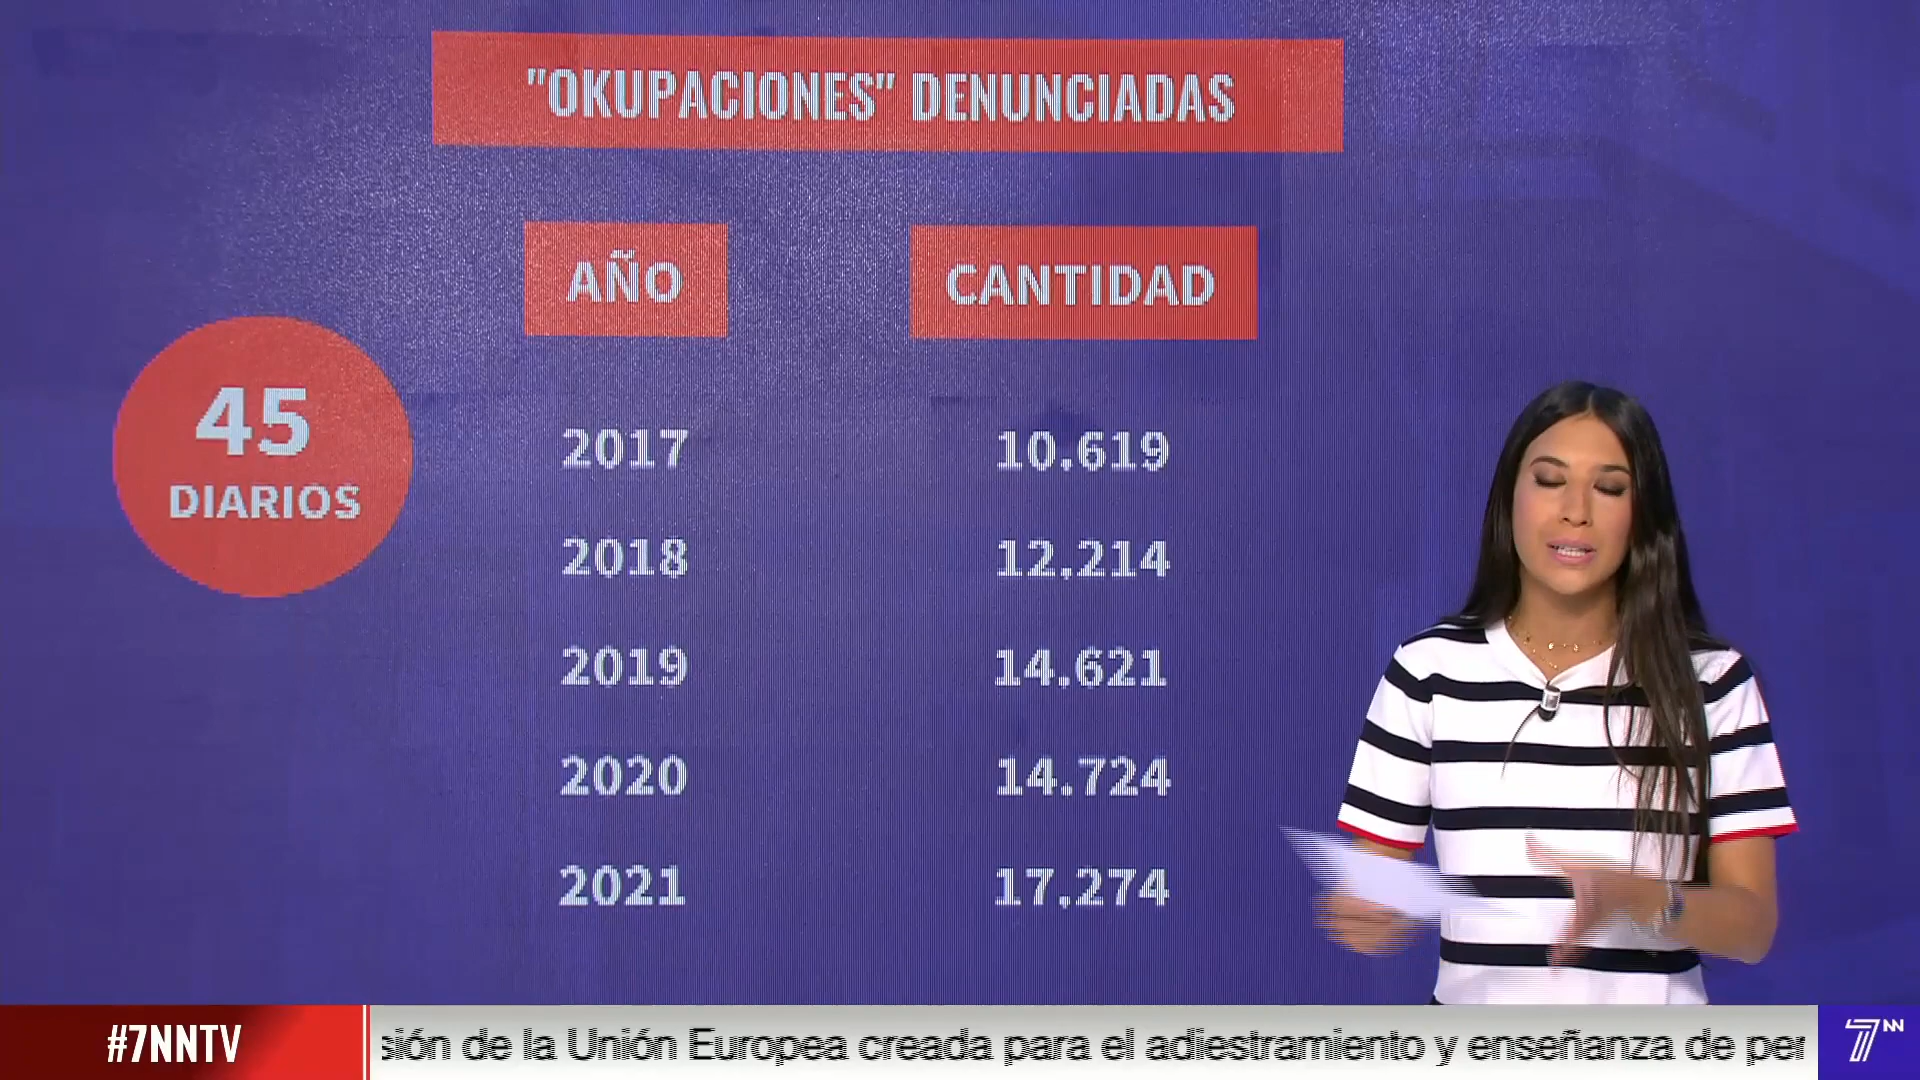 "OKUPACIONES" DENUNCIADAS
AÑO CANTIDAD
45
DIARIOS
2017 10.619
2018 12.214
2019 14.621
2020 14.724
2021 17.274
#7NNTV
sión de la Unión Europea creada para el adiestramiento y enseñanza de per
7NN